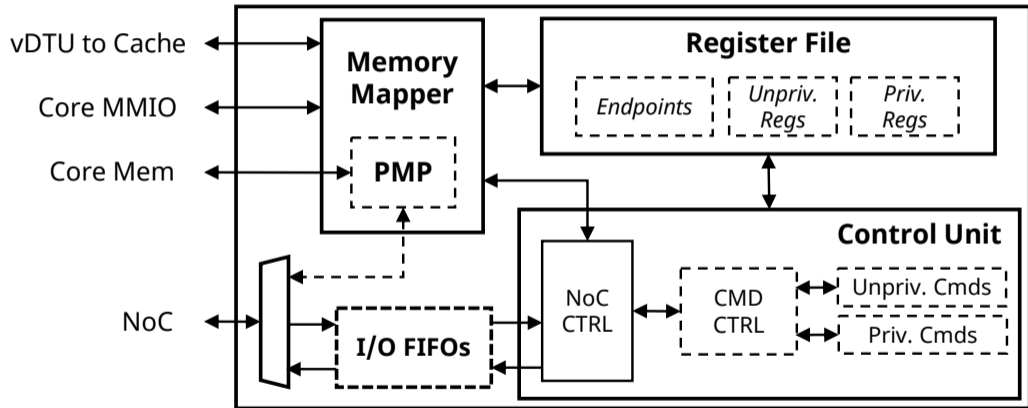 vDTU to Cache
Core MMIO
Core Mem
NoC
Memory
Mapper
PMP
Register File
Endpoints
Unpriv.
Regs
Priv.
Regs
I/O FIFOs
Control Unit
NoC
CTRL
CMD
CTRL
Unpriv. Cmds
Priv. Cmds